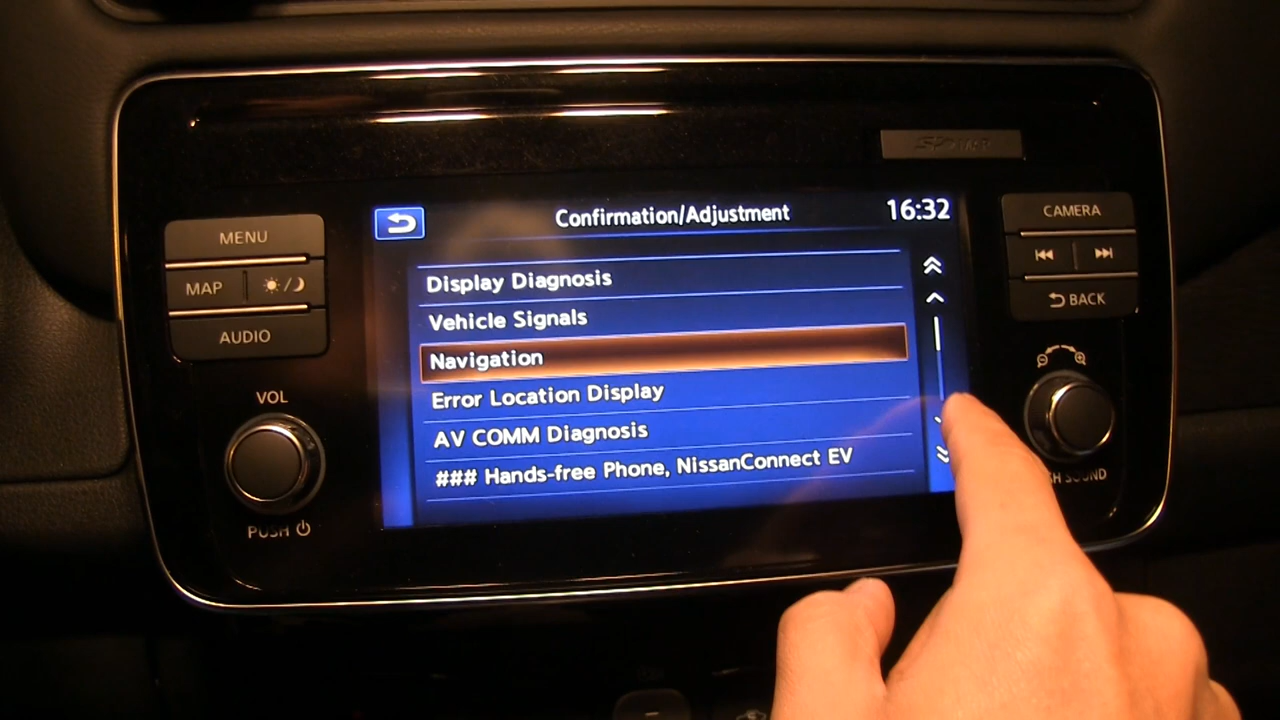 MENU
MAP
AUDIO
VOL
PUSH
Confirmation/Adjustment
16:32
Display Diagnosis
Vehicle Signals
Navigation
Error Location Display
AV COMM Diagnosis
### Hands-free Phone, NissanConnect EV
CAMERA
BACK
SOUND